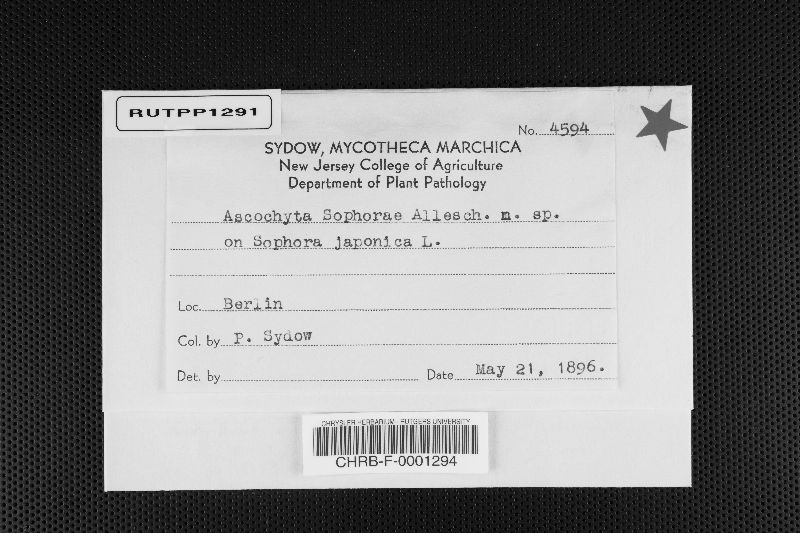 RUTPP1291
No. 4594
SYDOW, MYCOTHECA MARCHICA
New Jersey College of Agriculture
Department of Plant Pathology
Ascochyta Sophorae Allesch. n. sp.
on Sophora japonica L.
Loc. Berlin
Col. by P. Sydow
Det. by Date May 21, 1896.
CHRYSLER HERBARIUM - RUTGERS UNIVERSITY
CHRB-F-0001294